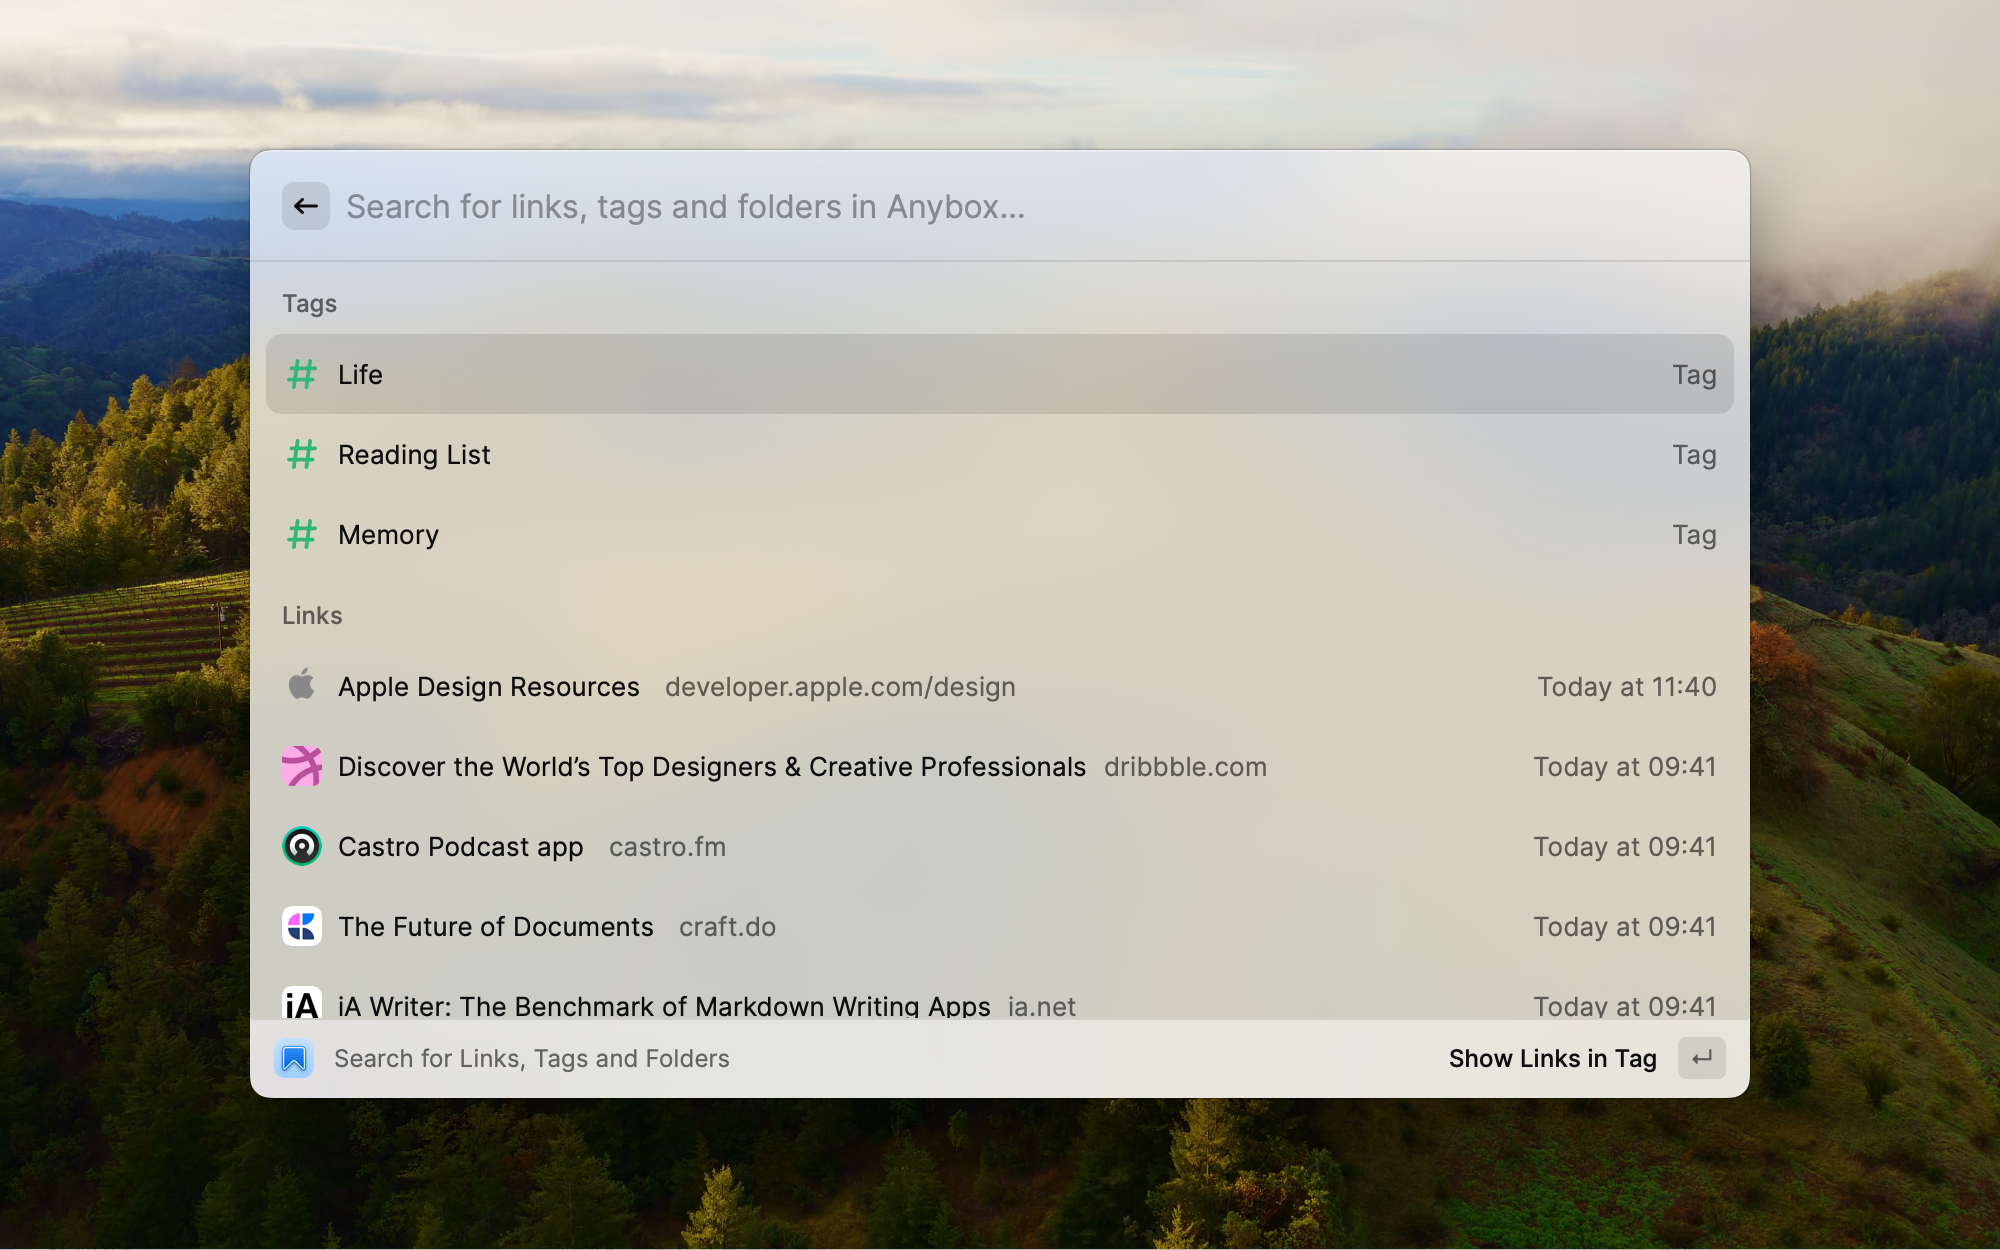 Search for links, tags and folders in Anybox...
Tags
# Life Tag
# Reading List Tag
# Memory Tag
Links
Apple Design Resources developer.apple.com/design Today at 11:40
Discover the World’s Top Designers & Creative Professionals dribbble.com Today at 09:41
Castro Podcast app castro.fm Today at 09:41
The Future of Documents craft.do Today at 09:41
iA iA Writer: The Benchmark of Markdown Writing Apps ia.net Today at 09:41
Search for Links, Tags and Folders Show Links in Tag